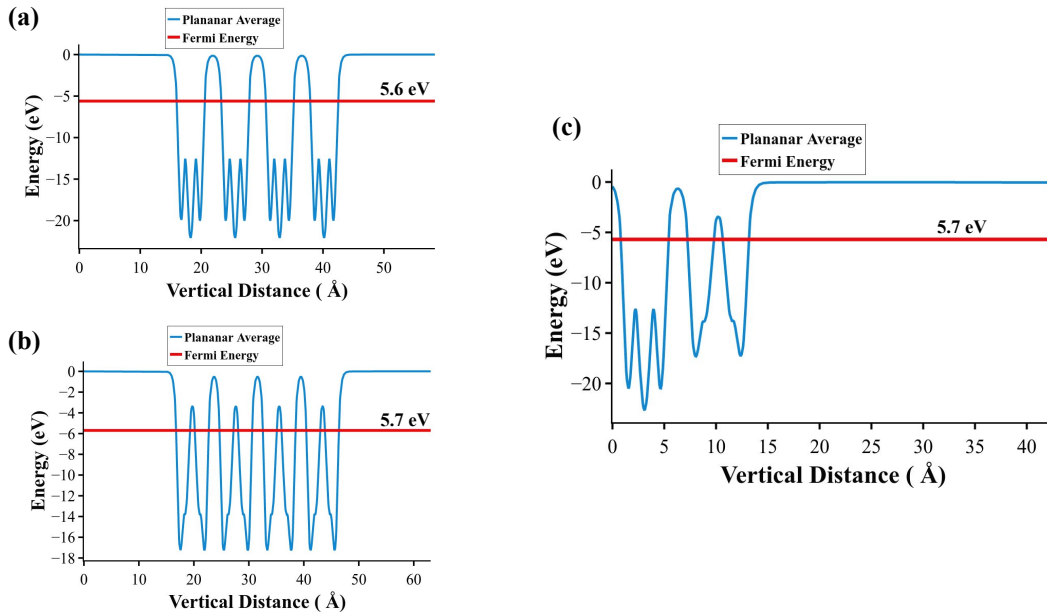 (a)
Plananar Average
Fermi Energy
0
−5
−10
−15
−20
Energy (eV)
5.6 eV
0 10 20 30 40 50
Vertical Distance ( Å)
(b)
Plananar Average
Fermi Energy
0
−2
−4
−6
−8
−10
−12
−14
−16
−18
Energy (eV)
5.7 eV
0 10 20 30 40 50 60
Vertical Distance ( Å)
(c)
Plananar Average
Fermi Energy
0
−5
−10
−15
−20
Energy (eV)
5.7 eV
0 5 10 15 20 25 30 35 40
Vertical Distance ( Å)